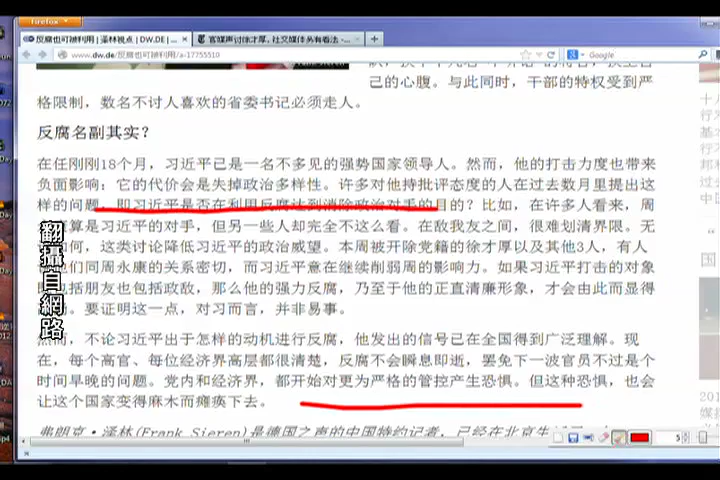 Firefox
反腐也可被利用 | 泽林视点 | DW.DE |...
官媒声讨徐才厚，社交媒体另有看法 -...
www.dw.de/反腐也可被利用/a-17755510
Google
己的心腹。与此同时，干部的特权受到严
格限制，数名不讨人喜欢的省委书记必须走人。
反腐名副其实？
在任刚刚18个月，习近平已是一名不多见的强势国家领导人。然而，他的打击力度也带来
负面影响：它的代价会是失掉政治多样性。许多对他持批评态度的人在过去数月里提出这
样的问题，即习近平是否在利用反腐达到消除政治对手的目的？比如，在许多人看来，周
算是习近平的对手，但另一些人却完全不这么看。在敌我友之间，很难划清界限。无
如何，这类讨论降低习近平的政治威望。本周被开除党籍的徐才厚以及其他3人，有人
他们同周永康的关系密切，而习近平意在继续削弱周的影响力。如果习近平打击的对象
包括朋友也包括政敌，那么他的强力反腐，乃至于他的正直清廉形象，才会由此而显得
高。要证明这一点，对习而言，并非易事。
，不论习近平出于怎样的动机进行反腐，他发出的信号已在全国得到广泛理解。现
在，每个高官、每位经济界高层都很清楚，反腐不会瞬息即逝，罢免下一波官员不过是个
时间早晚的问题。党内和经济界，都开始对更为严格的管控产生恐惧。但这种恐惧，也会
让这个国家变得麻木而瘫痪下去。
弗朗克·泽林(Frank Sieren)是德国之声的中国特约记者，已经在北京生
翻攝自網路
5